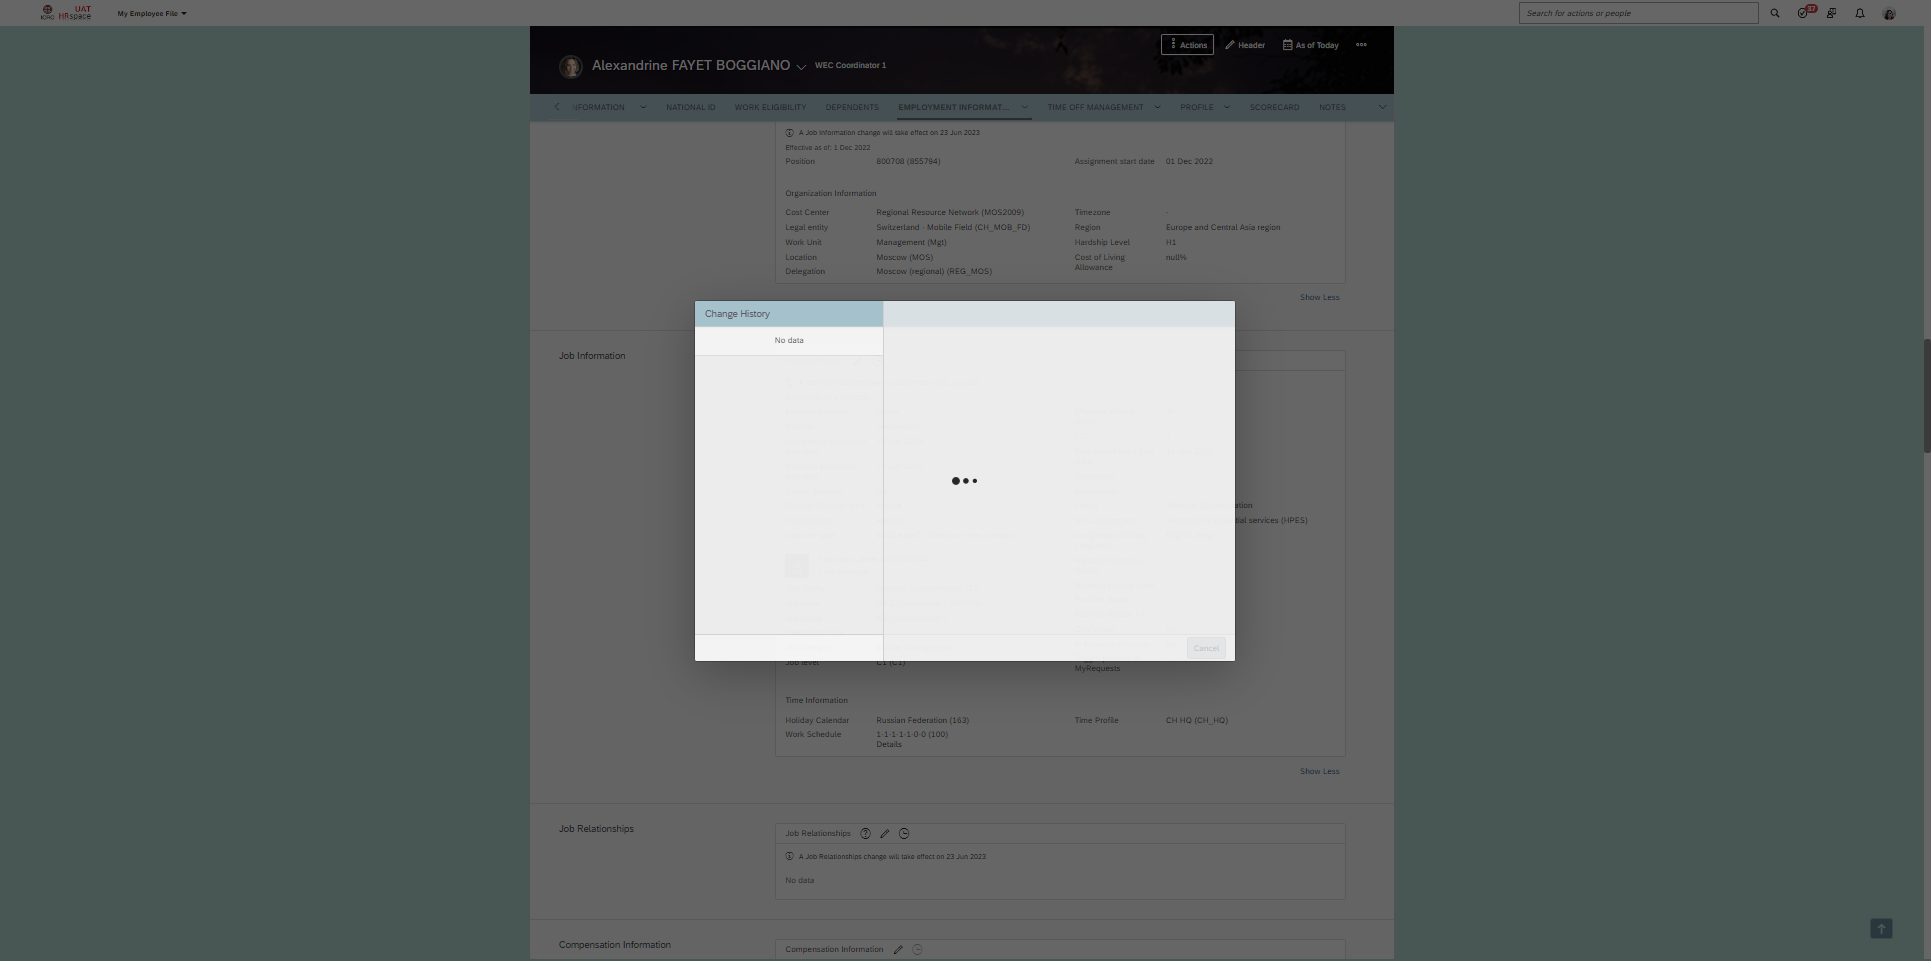 ICRC
UAT
HRspace
My Employee File
Search for actions or people
37
Alexandrine FAYET BOGGIANO
WEC Coordinator 1
Actions
Header
As of Today
NATIONAL ID
WORK ELIGIBILITY
DEPENDENTS
EMPLOYMENT INFORMAT...
TIME OFF MANAGEMENT
PROFILE
SCORECARD
NOTES
A Job Information change will take effect on 23 Jun 2023
Effective as of: 1 Dec 2022
Position
800708 (855794)
Assignment start date
01 Dec 2022
Organization Information
Cost Center
Regional Resource Network (MOS2009)
Timezone
-
Legal entity
Switzerland - Mobile Field (CH_MOB_FD)
Region
Europe and Central Asia region
Work Unit
Management (Mgt)
Hardship Level
H1
Location
Moscow (MOS)
Cost of Living
Allowance
null%
Delegation
Moscow (regional) (REG_MOS)
Show Less
Change History
No data
Job Information
ation
tial services (HPES)
Cancel
Job level
C1 (C1)
MyRequests
Time Information
Holiday Calendar
Russian Federation (163)
Time Profile
CH HQ (CH_HQ)
Work Schedule
1-1-1-1-1-0-0 (100)
Details
Show Less
Job Relationships
Job Relationships
A Job Relationships change will take effect on 23 Jun 2023
No data
Compensation Information
Compensation Information